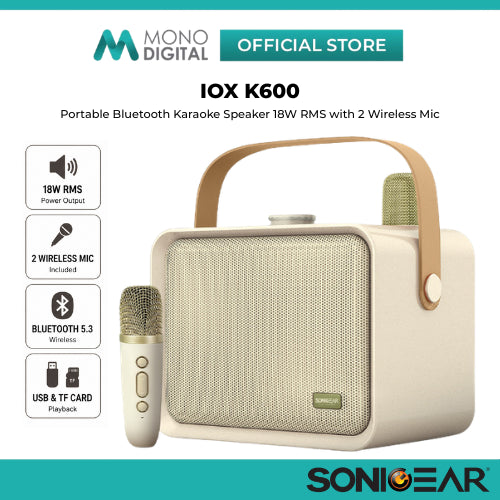 MONO
DIGITAL
OFFICIAL STORE
IOX K600
Portable Bluetooth Karaoke Speaker 18W RMS with 2 Wireless Mic
18W RMS
Power Output
2 WIRELESS MIC
Included
BLUETOOTH 5.3
Wireless
USB & TF CARD
Playback
SONICGEAR
SONICGEAR